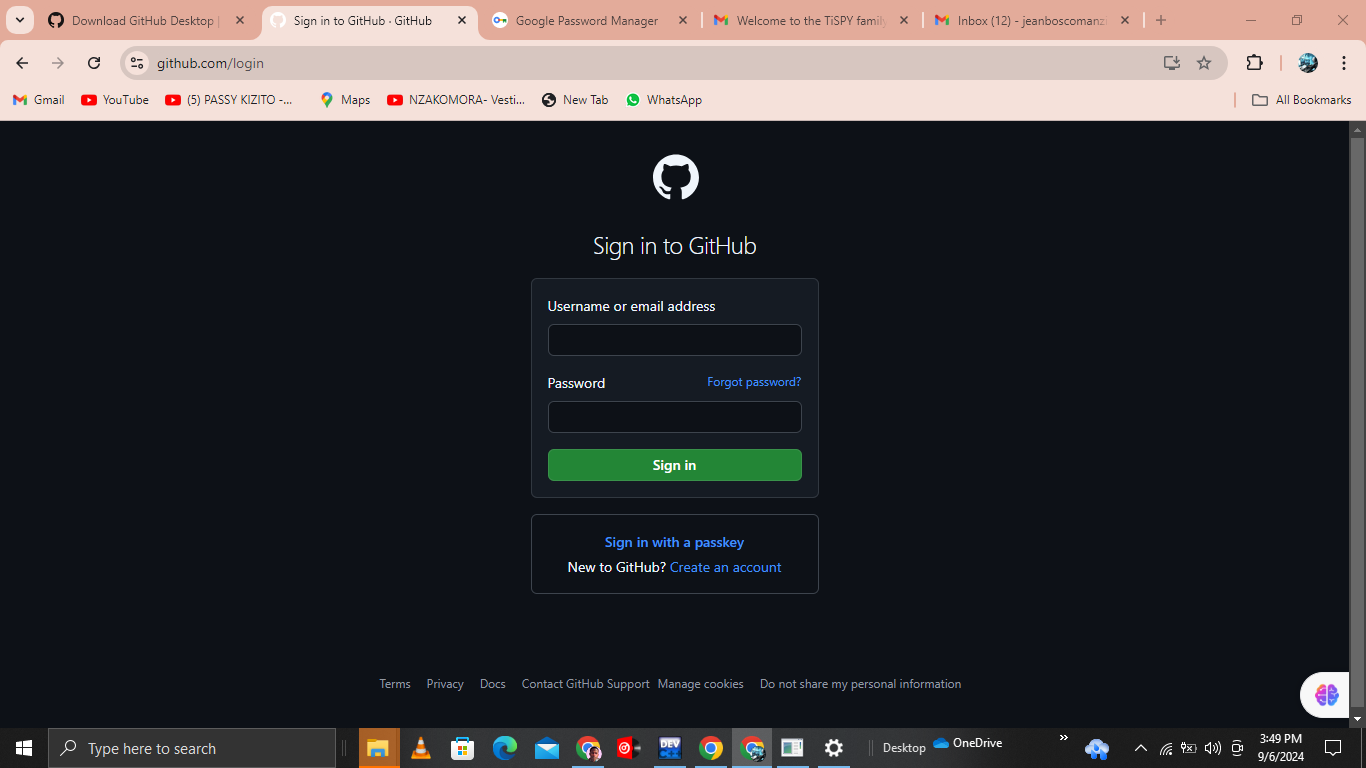 Download GitHub Desktop |
Sign in to GitHub · GitHub
Google Password Manager
Welcome to the TiSPY family
Inbox (12) - jeanboscomanzi
github.com/login
Gmail
YouTube
(5) PASSY KIZITO -...
Maps
NZAKOMORA- Vesti...
New Tab
WhatsApp
All Bookmarks
Sign in to GitHub
Username or email address
Password
Forgot password?
Sign in
Sign in with a passkey
New to GitHub? Create an account
Terms
Privacy
Docs
Contact GitHub Support
Manage cookies
Do not share my personal information
Type here to search
DEV
Desktop
OneDrive
3:49 PM
9/6/2024